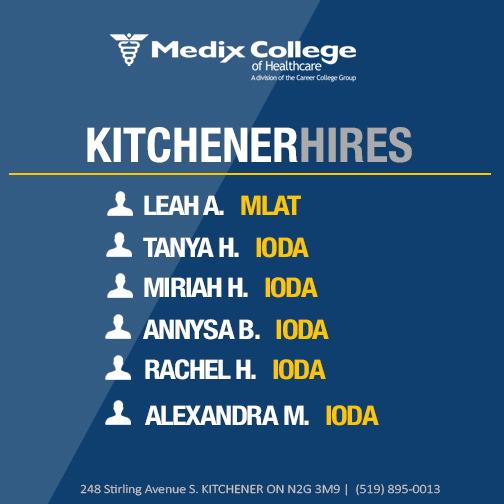 Medix College
of Healthcare
A division of the Career College Group
KITCHENERHIRES
LEAH A. MLAT
TANYA H. IODA
MIRIAH H. IODA
ANNYSA B. IODA
RACHEL H. IODA
ALEXANDRA M. IODA
248 Stirling Avenue S. KITCHENER ON N2G 3M9 | (519) 895-0013